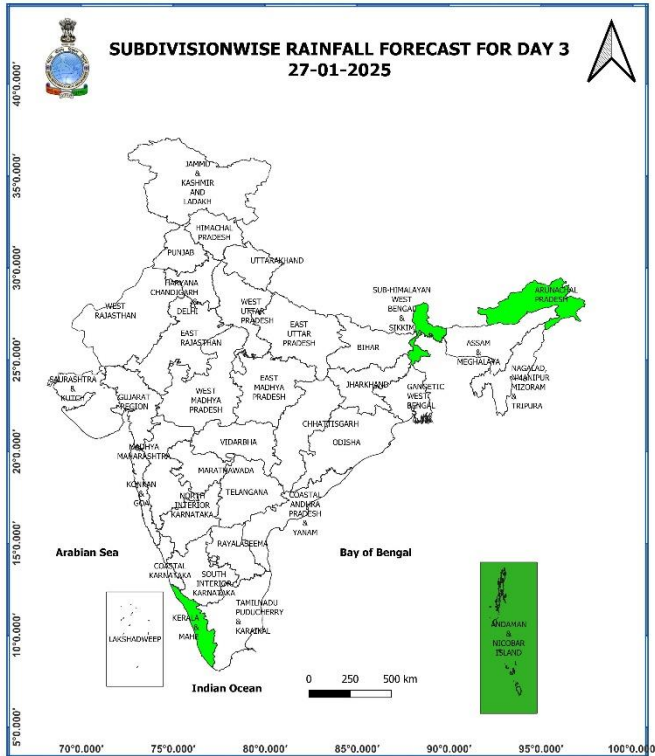 SUBDIVISIONWISE RAINFALL FORECAST FOR DAY 3
27-01-2025
40°0.000'
35°0.000'
30°0.000'
25°0.000'
20°0.000'
15°0.000'
10°0.000'
5°0.000'
JAMMU
&
KASHMIR
AND
LADAKH
HIMACHAL
PRADESH
PUNJAB
UTTARAKHAND
HARYANA
CHANDIGARH
&
DELHI
WEST
RAJASTHAN
WEST
UTTAR
PRADESH
EAST
RAJASTHAN
EAST
UTTAR
PRADESH
SUB-HIMALAYAN
WEST
BENGAL
&
SIKKIM
ARUNACHAL
PRADESH
BIHAR
ASSAM
&
MEGHALAYA
NAGALAD,
MANIPUR
MIZORAM
&
TRIPURA
SAURASHTRA
&
KUTCH
GUJARAT
REGION
WEST
MADHYA
PRADESH
EAST
MADHYA
PRADESH
JHARKHAND
GANGETIC
WEST
BENGAL
CHHATTISGARH
ODISHA
VIDARBHA
MADHYA
MAHARASHTRA
MARATHAWADA
KONKAN
&
GOA
NORTH
INTERIOR
KARNATAKA
TELANGANA
COASTAL
ANDHRA
PRADESH
&
YANAM
RAYALASEEMA
Arabian Sea
Bay of Bengal
COASTAL
KARNATAKA
SOUTH
INTERIOR
KARNATAKA
TAMILNADU
PUDUCHERRY
&
KARAIKAL
KERALA
&
MAHE
LAKSHADWEEP
ANDAMAN
&
NICOBAR
ISLAND
Indian Ocean
0 250 500 km
70°0.000' 75°0.000' 80°0.000' 85°0.000' 90°0.000' 95°0.000' 100°0.000'